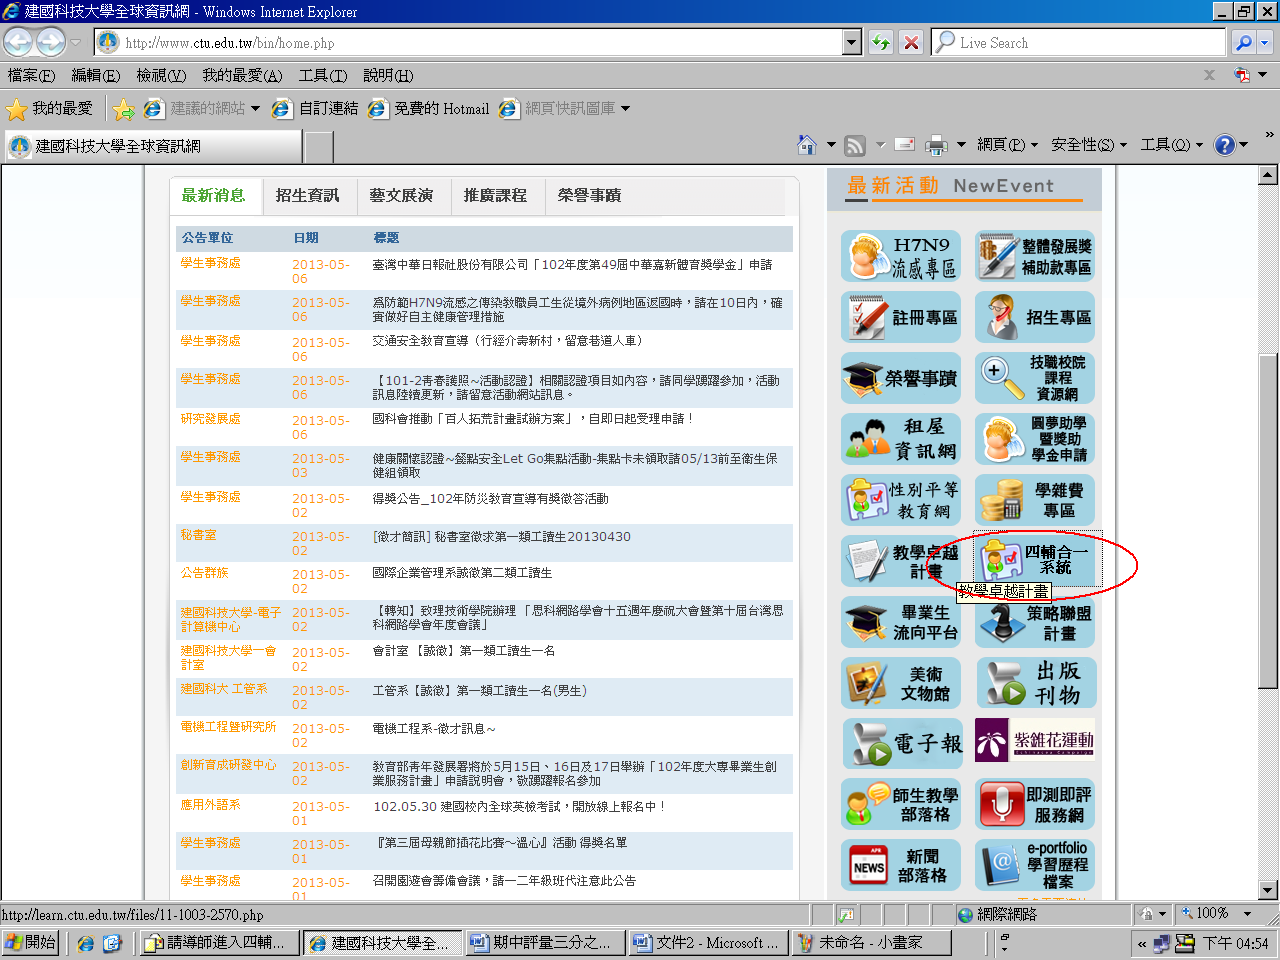 建國科技大學全球資訊網 - Windows Internet Explorer
http://www.ctu.edu.tw/bin/home.php
Live Search
檔案(F) 編輯(E) 檢視(V) 我的最愛(A) 工具(T) 說明(H)
我的最愛 建議的網站 自訂連結 免費的 Hotmail 網頁快訊圖庫
建國科技大學全球資訊網
網頁(P) 安全性(S) 工具(O)
最新消息 招生資訊 藝文展演 推廣課程 榮譽事蹟
公告單位 日期 標題
學生事務處 2013-05-06 臺灣中華日報社股份有限公司「102年度第49屆中華嘉新體育獎學金」申請
學生事務處 2013-05-06 為防範H7N9流感之傳染教職員工生從境外病例地區返國時，請在10日內，確
實做好自主健康管理措施
學生事務處 2013-05-06 交通安全教育宣導（行經介壽新村，留意巷道人車）
學生事務處 2013-05-06 【101-2青春護照~活動認證】相關認證項目如內容，請同學踴躍參加，活動
訊息陸續更新，請留意活動網站訊息。
研究發展處 2013-05-06 國科會推動「百人拓荒計畫試辦方案」，自即日起受理申請！
學生事務處 2013-05-03 健康關懷認證~簽點安全Let Go集點活動-集點卡未領取請05/13前至衛生保
健組領取
學生事務處 2013-05-02 得獎公告_102年防災教育宣導有獎徵答活動
秘書室 2013-05-02 [徵才簡訊] 秘書室徵求第一類工讀生20130430
公告群族 2013-05-02 國際企業管理系誠徵第二類工讀生
建國科技大學-電子計算機中心 2013-05-02 【轉知】致理技術學院辦理 「思科網路學會十五週年慶祝大會暨第十屆台灣思
科網路學會年度會議」
建國科技大學一會計室 2013-05-02 會計室 【誠徵】第一類工讀生一名
建國科大 工管系 2013-05-02 工管系【誠徵】第一類工讀生一名(男生)
電機工程暨研究所 2013-05-02 電機工程系-徵才訊息~
創新育成研發中心 2013-05-02 教育部青年發展署將於5月15日、16日及17日舉辦「102年度大專畢業生創
業服務計畫」申請說明會，敬踴躍報名參加
應用外語系 2013-05-01 102.05.30 建國校內全球英檢考試，開放線上報名中！
學生事務處 2013-05-01 『第三屆母親節插花比賽～溫心』活動 得獎名單
學生事務處 2013-05-01 召開園遊會籌備會議，請一二年級班代注意此公告
最新活動 NewEvent
H7N9
流感專區
整體發展獎
補助款專區
註冊專區
招生專區
榮譽事蹟
技職校院
課程
資源網
租屋
資訊網
圓夢助學
暨獎助
學金申請
性別平等
教育網
學雜費
專區
教學卓越
計畫
四輔合一
系統
教學卓越計畫
畢業生
流向平台
策略聯盟
計畫
美術
文物館
出版
刊物
電子報
紫錐花運動
師生教學
部落格
即測即評
服務網
NEWS
新聞
部落格
e-portfolio
學習歷程
檔案
http://learn.ctu.edu.tw/files/11-1003-2570.php
網際網路 100%
開始 請導師進入四輔... 建國科技大學全... 期中評量三分之... 文件2 - Microsoft ... 未命名 - 小畫家 下午 04:54